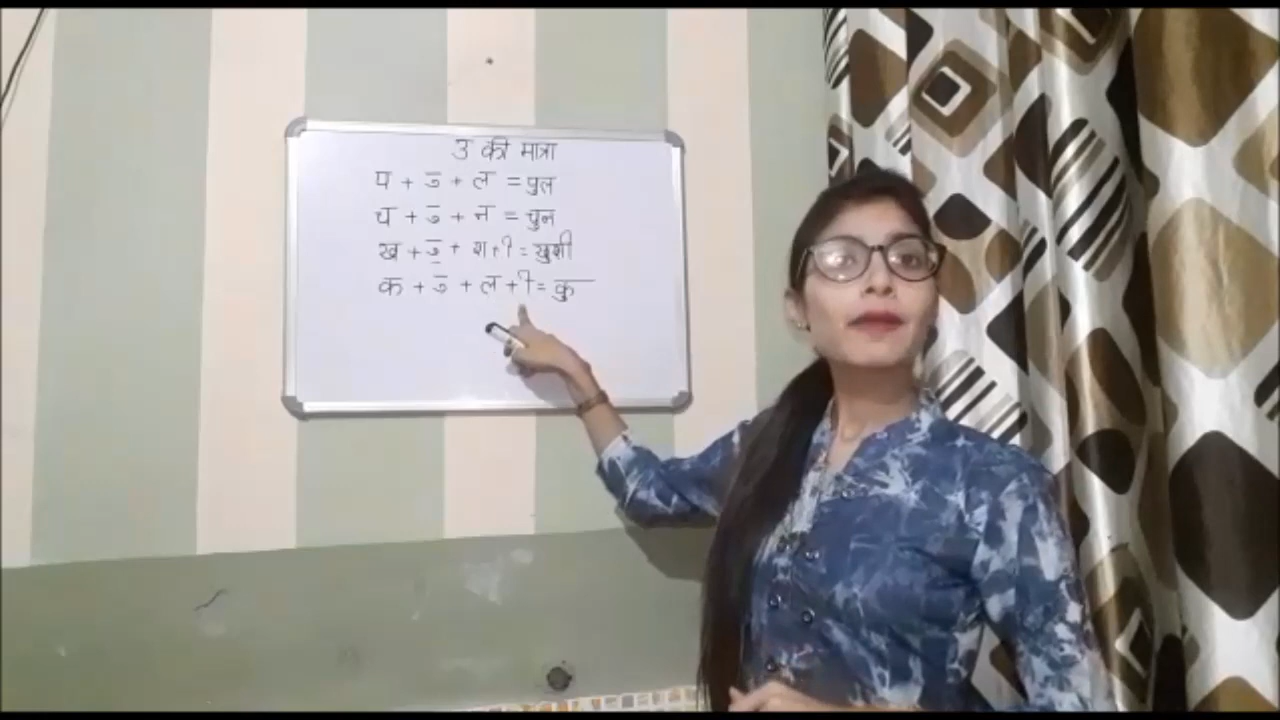 उ की मात्रा
प + ु + ल = पुल
च + ु + न = चुन
ख + ु + श + ी = खुशी
क + ु + ल + ी = कु